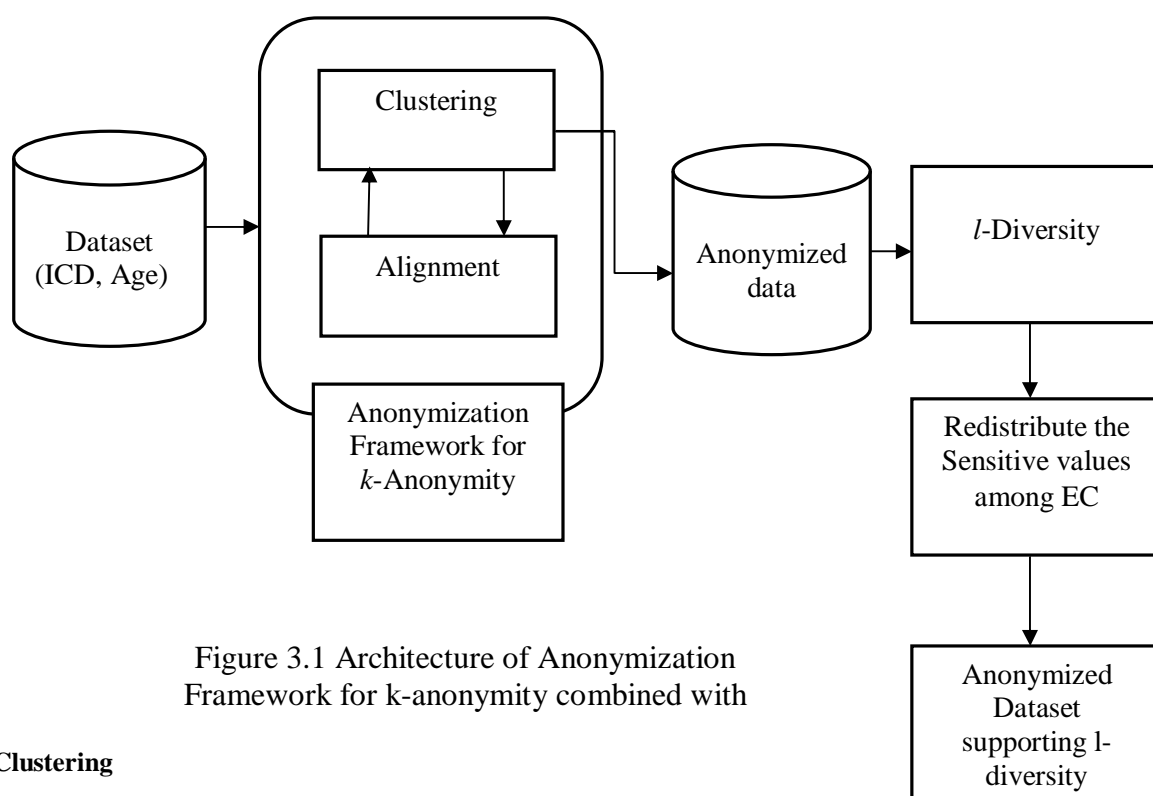 Dataset
(ICD, Age)
Clustering
Alignment
Anonymization
Framework for
k-Anonymity
Anonymized
data
l-Diversity
Redistribute the
Sensitive values
among EC
Anonymized
Dataset
supporting l-
diversity
Figure 3.1 Architecture of Anonymization
Framework for k-anonymity combined with
Clustering